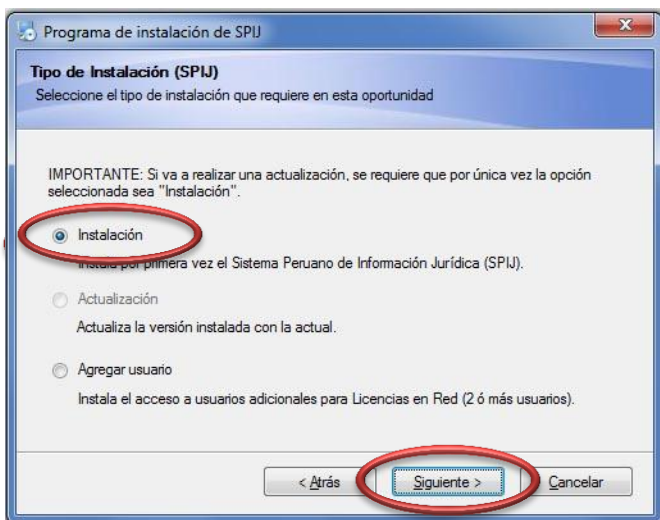 Programa de instalación de SPIJ
Tipo de Instalación (SPIJ)
Seleccione el tipo de instalación que requiere en esta oportunidad
IMPORTANTE: Si va a realizar una actualización, se requiere que por única vez la opción
seleccionada sea "Instalación".
Instalación
Instala por primera vez el Sistema Peruano de Información Jurídica (SPIJ).
Actualización
Actualiza la versión instalada con la actual.
Agregar usuario
Instala el acceso a usuarios adicionales para Licencias en Red (2 ó más usuarios).
< Atrás Siguiente > Cancelar